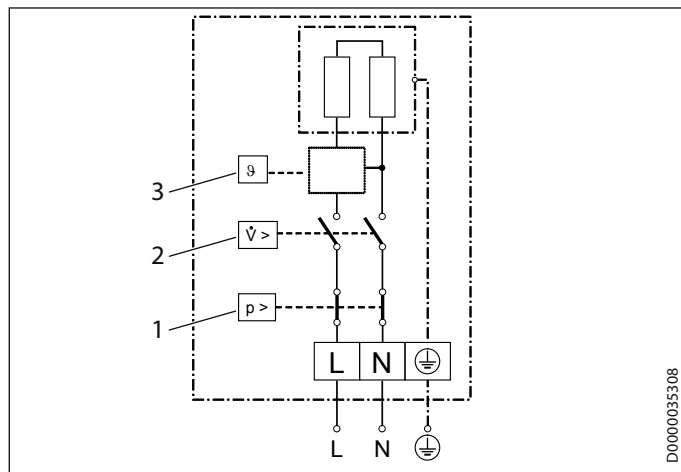 3 ϑ
2 V̇ >
1 p >
L N
L N
D0000035308